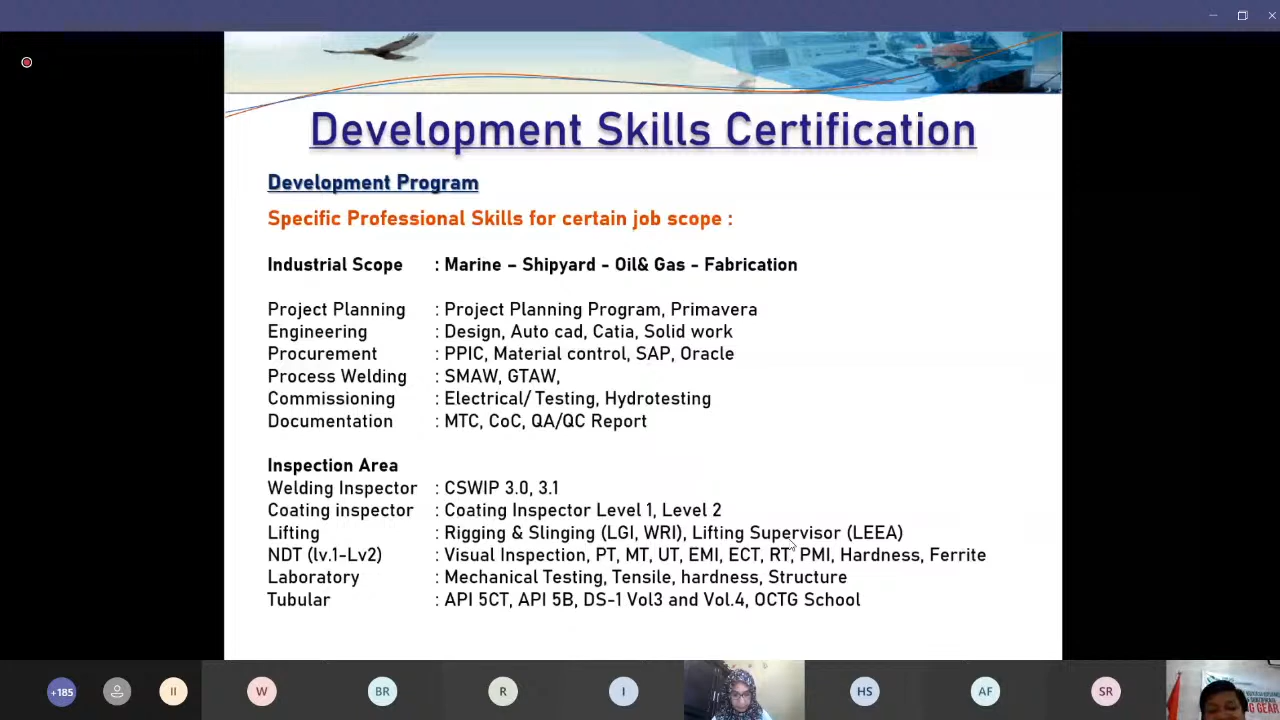 Development Skills Certification
Development Program
Specific Professional Skills for certain job scope :
Industrial Scope : Marine – Shipyard - Oil& Gas - Fabrication
Project Planning : Project Planning Program, Primavera
Engineering : Design, Auto cad, Catia, Solid work
Procurement : PPIC, Material control, SAP, Oracle
Process Welding : SMAW, GTAW,
Commissioning : Electrical/ Testing, Hydrotesting
Documentation : MTC, CoC, QA/QC Report
Inspection Area
Welding Inspector : CSWIP 3.0, 3.1
Coating inspector : Coating Inspector Level 1, Level 2
Lifting : Rigging & Slinging (LGI, WRI), Lifting Supervisor (LEEA)
NDT (lv.1-Lv2) : Visual Inspection, PT, MT, UT, EMI, ECT, RT, PMI, Hardness, Ferrite
Laboratory : Mechanical Testing, Tensile, hardness, Structure
Tubular : API 5CT, API 5B, DS-1 Vol3 and Vol.4, OCTG School
+185 II W BR R I HS AF SR
GEAR